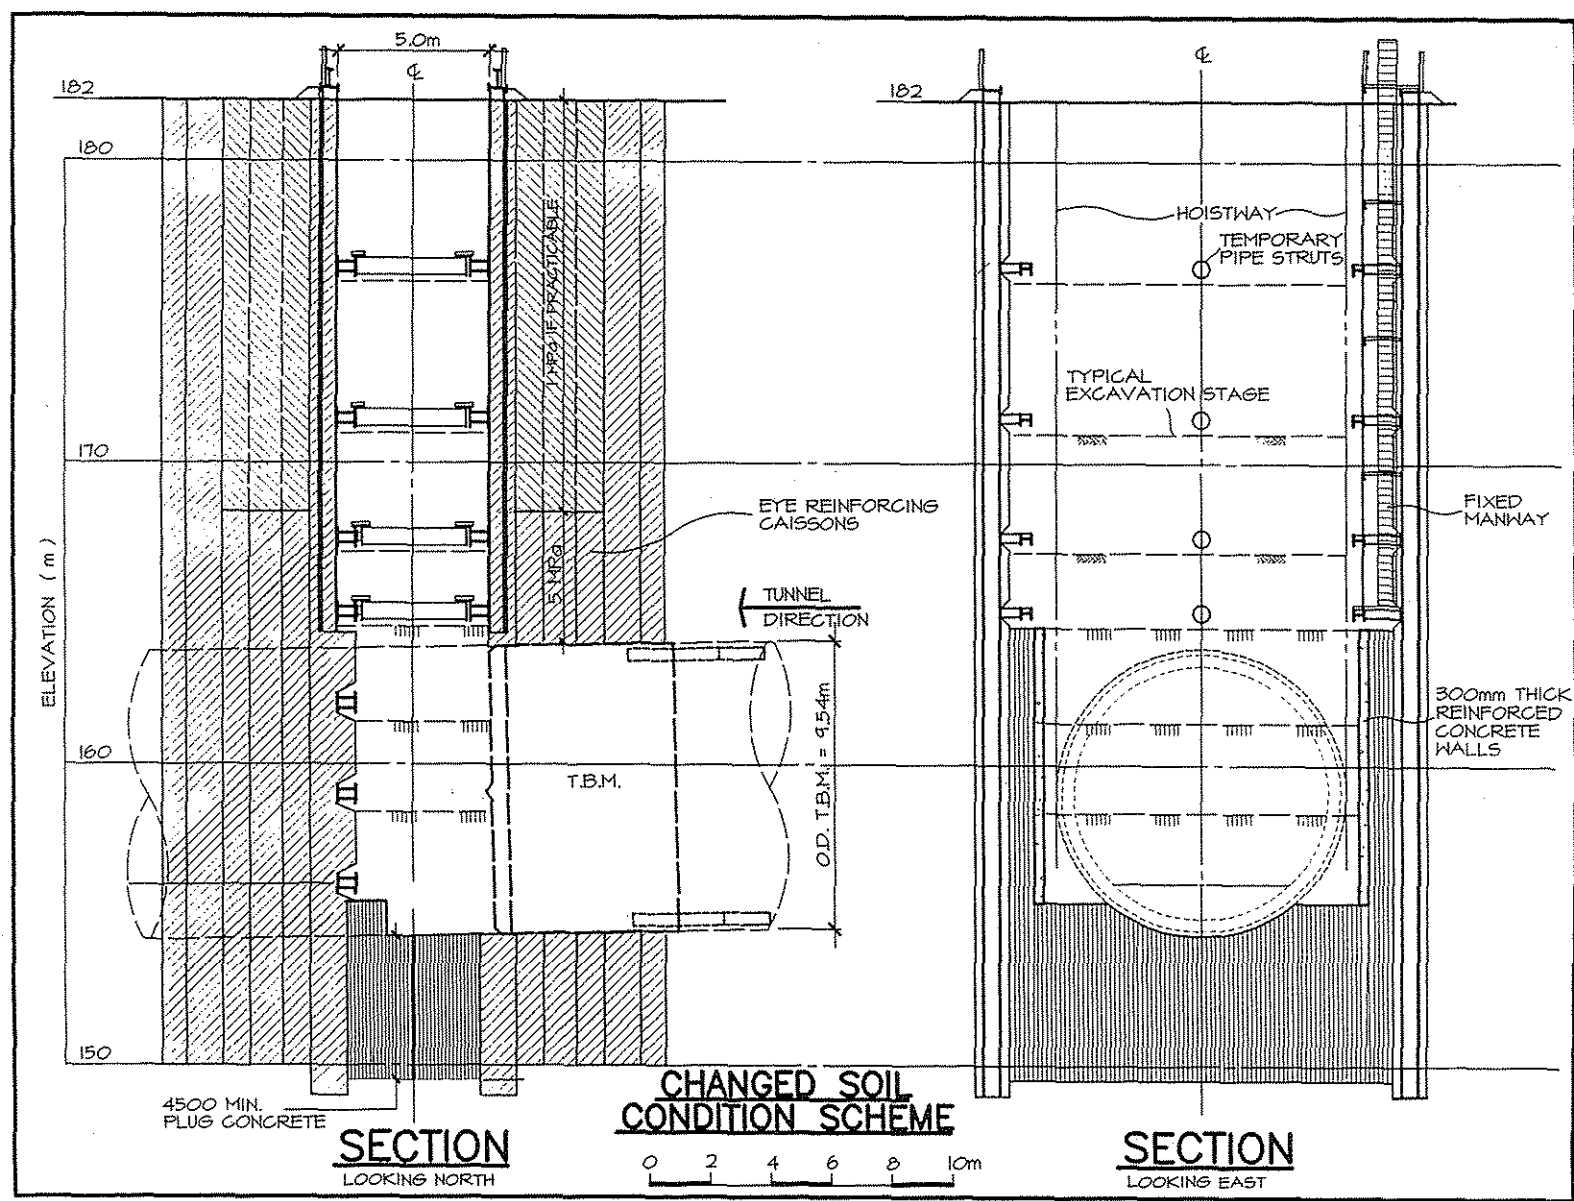 5.0m
℄
℄
182
182
180
HOISTWAY
TEMPORARY
PIPE STRUTS
1 MPa IF PRACTICABLE
TYPICAL
EXCAVATION STAGE
170
EYE REINFORCING
CAISSONS
FIXED
MANWAY
5 MPa
ELEVATION ( m )
TUNNEL
DIRECTION
300mm THICK
REINFORCED
CONCRETE
WALLS
160
T.B.M.
O.D. T.B.M. = 9.54m
150
4500 MIN.
PLUG CONCRETE
CHANGED SOIL
CONDITION SCHEME
SECTION
LOOKING NORTH
0 2 4 6 8 10m
SECTION
LOOKING EAST